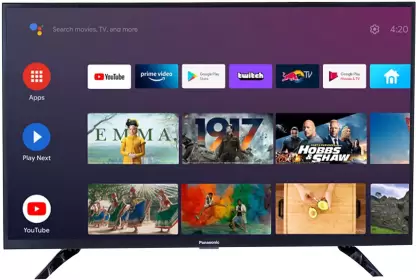 Search movies, TV, and more
4:20
Apps
YouTube
prime video
Google Play
Store
twitch
Red Bull TV
Google Play
Movies & TV
Play Next
EMMA.
1917
HOBBS
& SHAW
YouTube
Panasonic